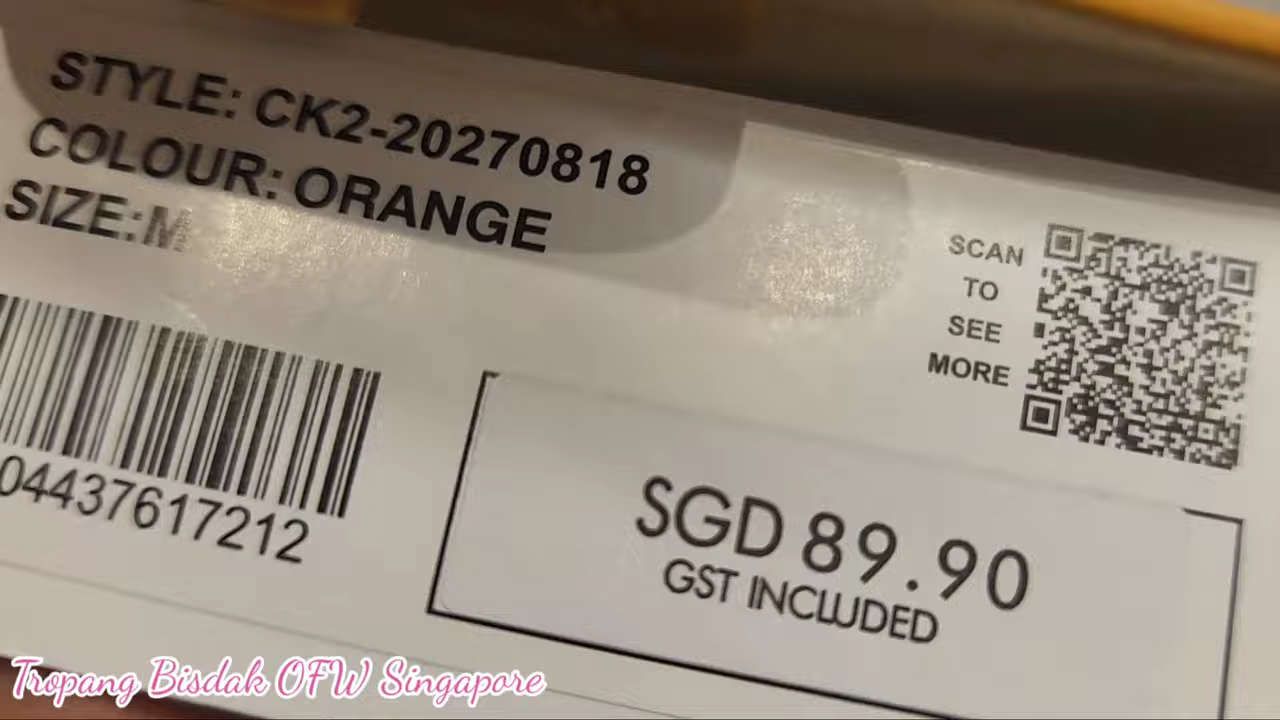 STYLE: CK2-20270818
COLOUR: ORANGE
SIZE: M
SCAN
TO
SEE
MORE
04437617212
SGD 89.90
GST INCLUDED
Tropang Bisdak OFW Singapore